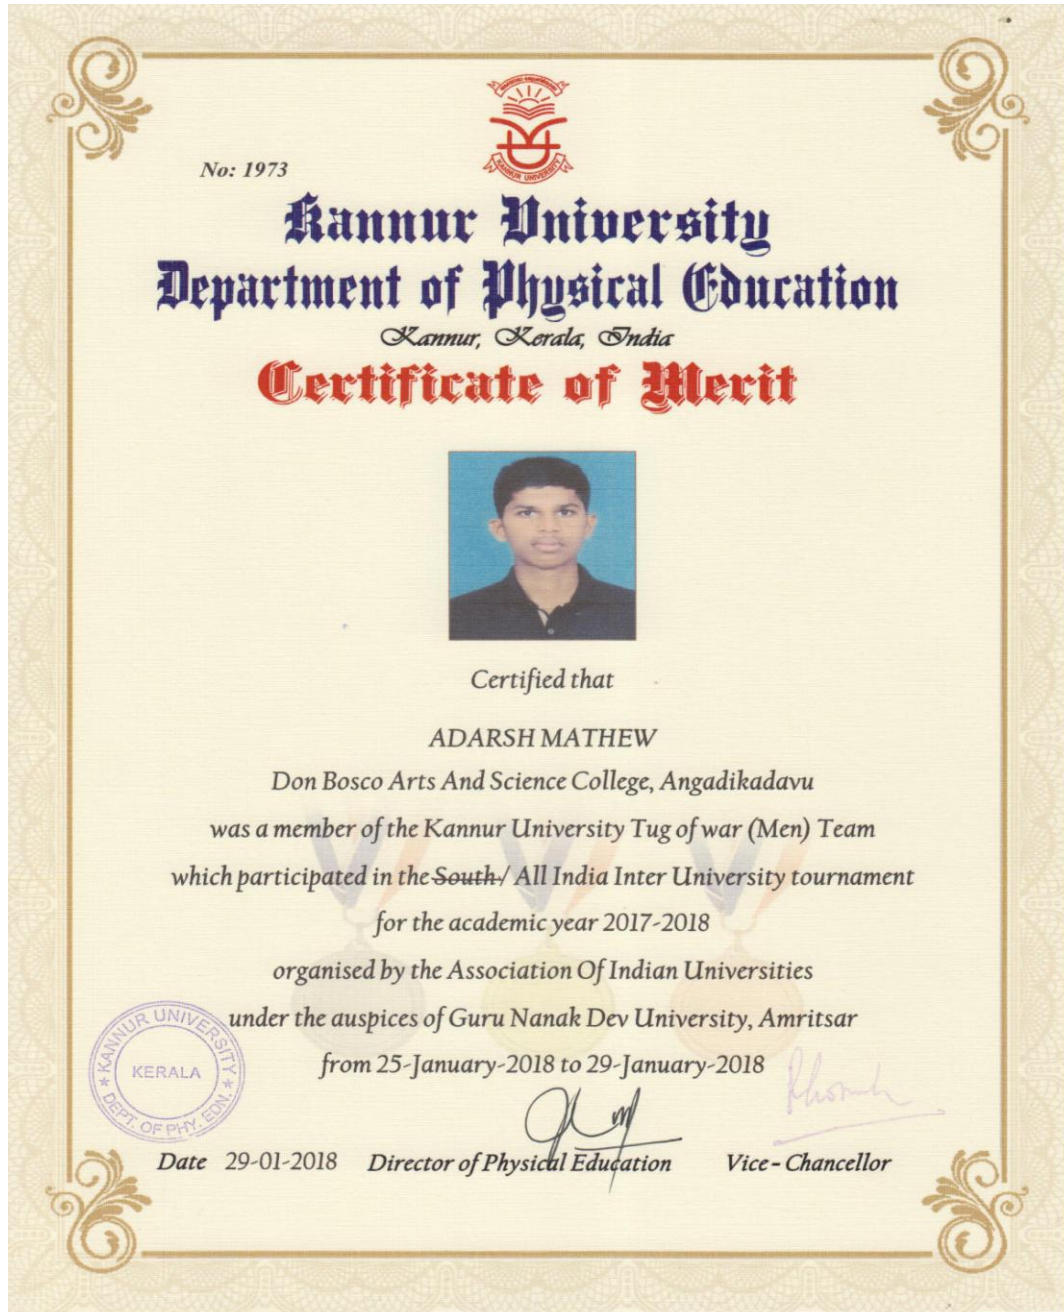 No: 1973
KANNUR UNIVERSITY
Kannur University
Department of Physical Education
Kannur, Kerala, India
Certificate of Merit
Certified that
ADARSH MATHEW
Don Bosco Arts And Science College, Angadikadavu
was a member of the Kannur University Tug of war (Men) Team
which participated in the South/ All India Inter University tournament
for the academic year 2017-2018
organised by the Association Of Indian Universities
under the auspices of Guru Nanak Dev University, Amritsar
from 25-January-2018 to 29-January-2018
KANNUR UNIVERSITY
KERALA
DEPT. OF PHY. EDN.
Date 29-01-2018 Director of Physical Education Vice-Chancellor